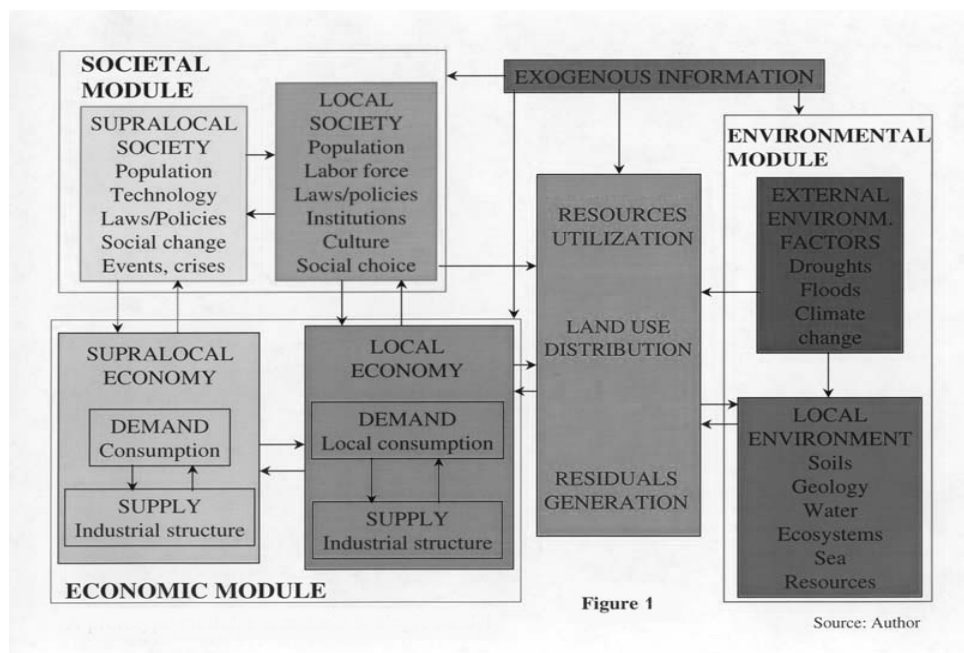 SOCIETAL
MODULE
SUPRALOCAL
SOCIETY
Population
Technology
Laws/Policies
Social change
Events, crises
LOCAL
SOCIETY
Population
Labor force
Laws/policies
Institutions
Culture
Social choice
EXOGENOUS INFORMATION
RESOURCES
UTILIZATION
LAND USE
DISTRIBUTION
RESIDUALS
GENERATION
ENVIRONMENTAL
MODULE
EXTERNAL
ENVIRONM.
FACTORS
Droughts
Floods
Climate
change
LOCAL
ENVIRONMENT
Soils
Geology
Water
Ecosystems
Sea
Resources
SUPRALOCAL
ECONOMY
DEMAND
Consumption
SUPPLY
Industrial structure
LOCAL
ECONOMY
DEMAND
Local consumption
SUPPLY
Industrial structure
ECONOMIC MODULE
Figure 1
Source: Author